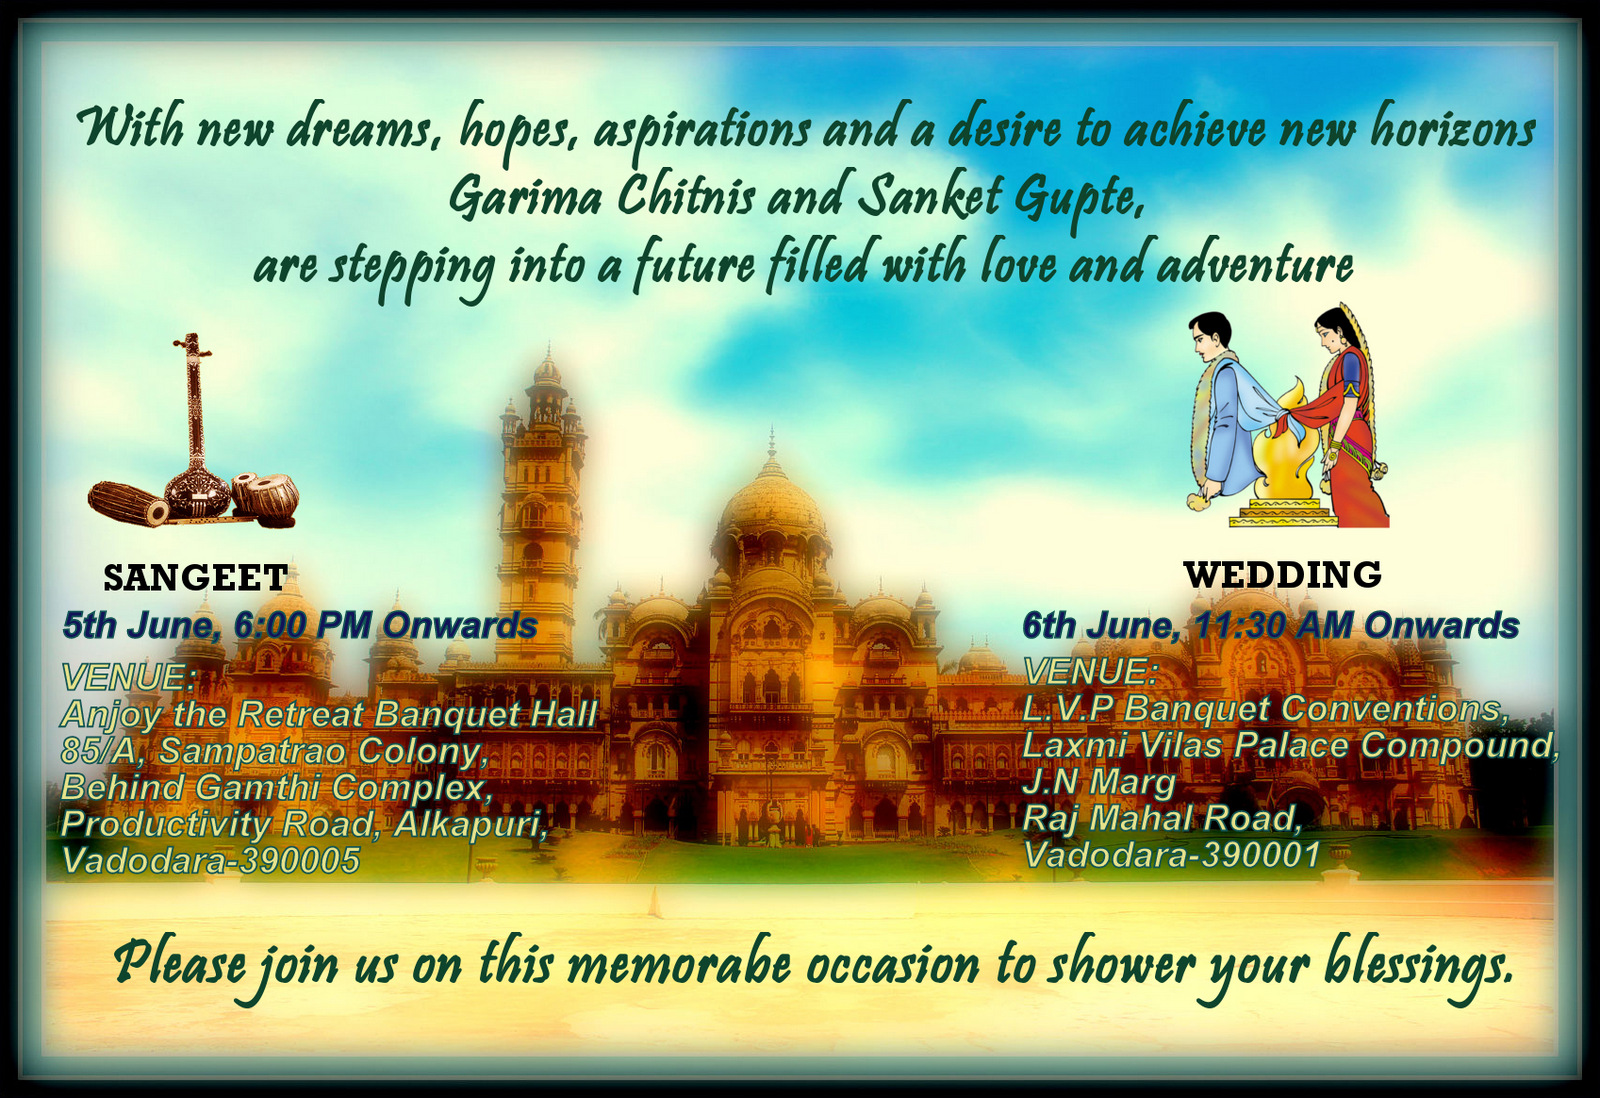 With new dreams, hopes, aspirations and a desire to achieve new horizons
Garima Chitnis and Sanket Gupte,
are stepping into a future filled with love and adventure
SANGEET
5th June, 6:00 PM Onwards
VENUE:
Anjoy the Retreat Banquet Hall
85/A, Sampatrao Colony,
Behind Gamthi Complex,
Productivity Road, Alkapuri,
Vadodara-390005
WEDDING
6th June, 11:30 AM Onwards
VENUE:
L.V.P Banquet Conventions,
Laxmi Vilas Palace Compound,
J.N Marg
Raj Mahal Road,
Vadodara-390001
Please join us on this memorabe occasion to shower your blessings.